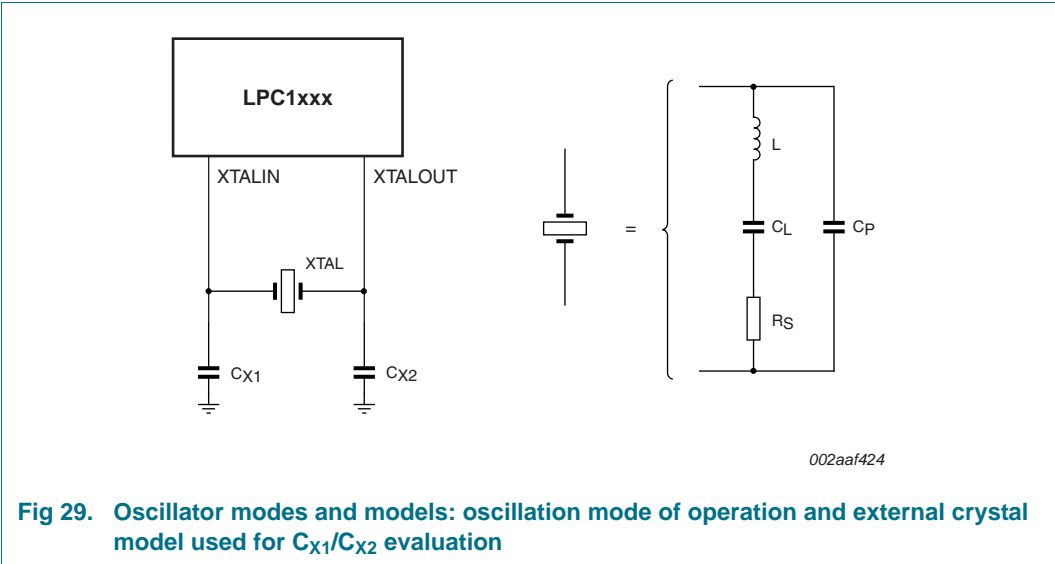 LPC1xxx
XTALIN
XTALOUT
XTAL
CX1
CX2
=
L
CL
CP
RS
002aaf424
Fig 29. Oscillator modes and models: oscillation mode of operation and external crystal
model used for CX1/CX2 evaluation